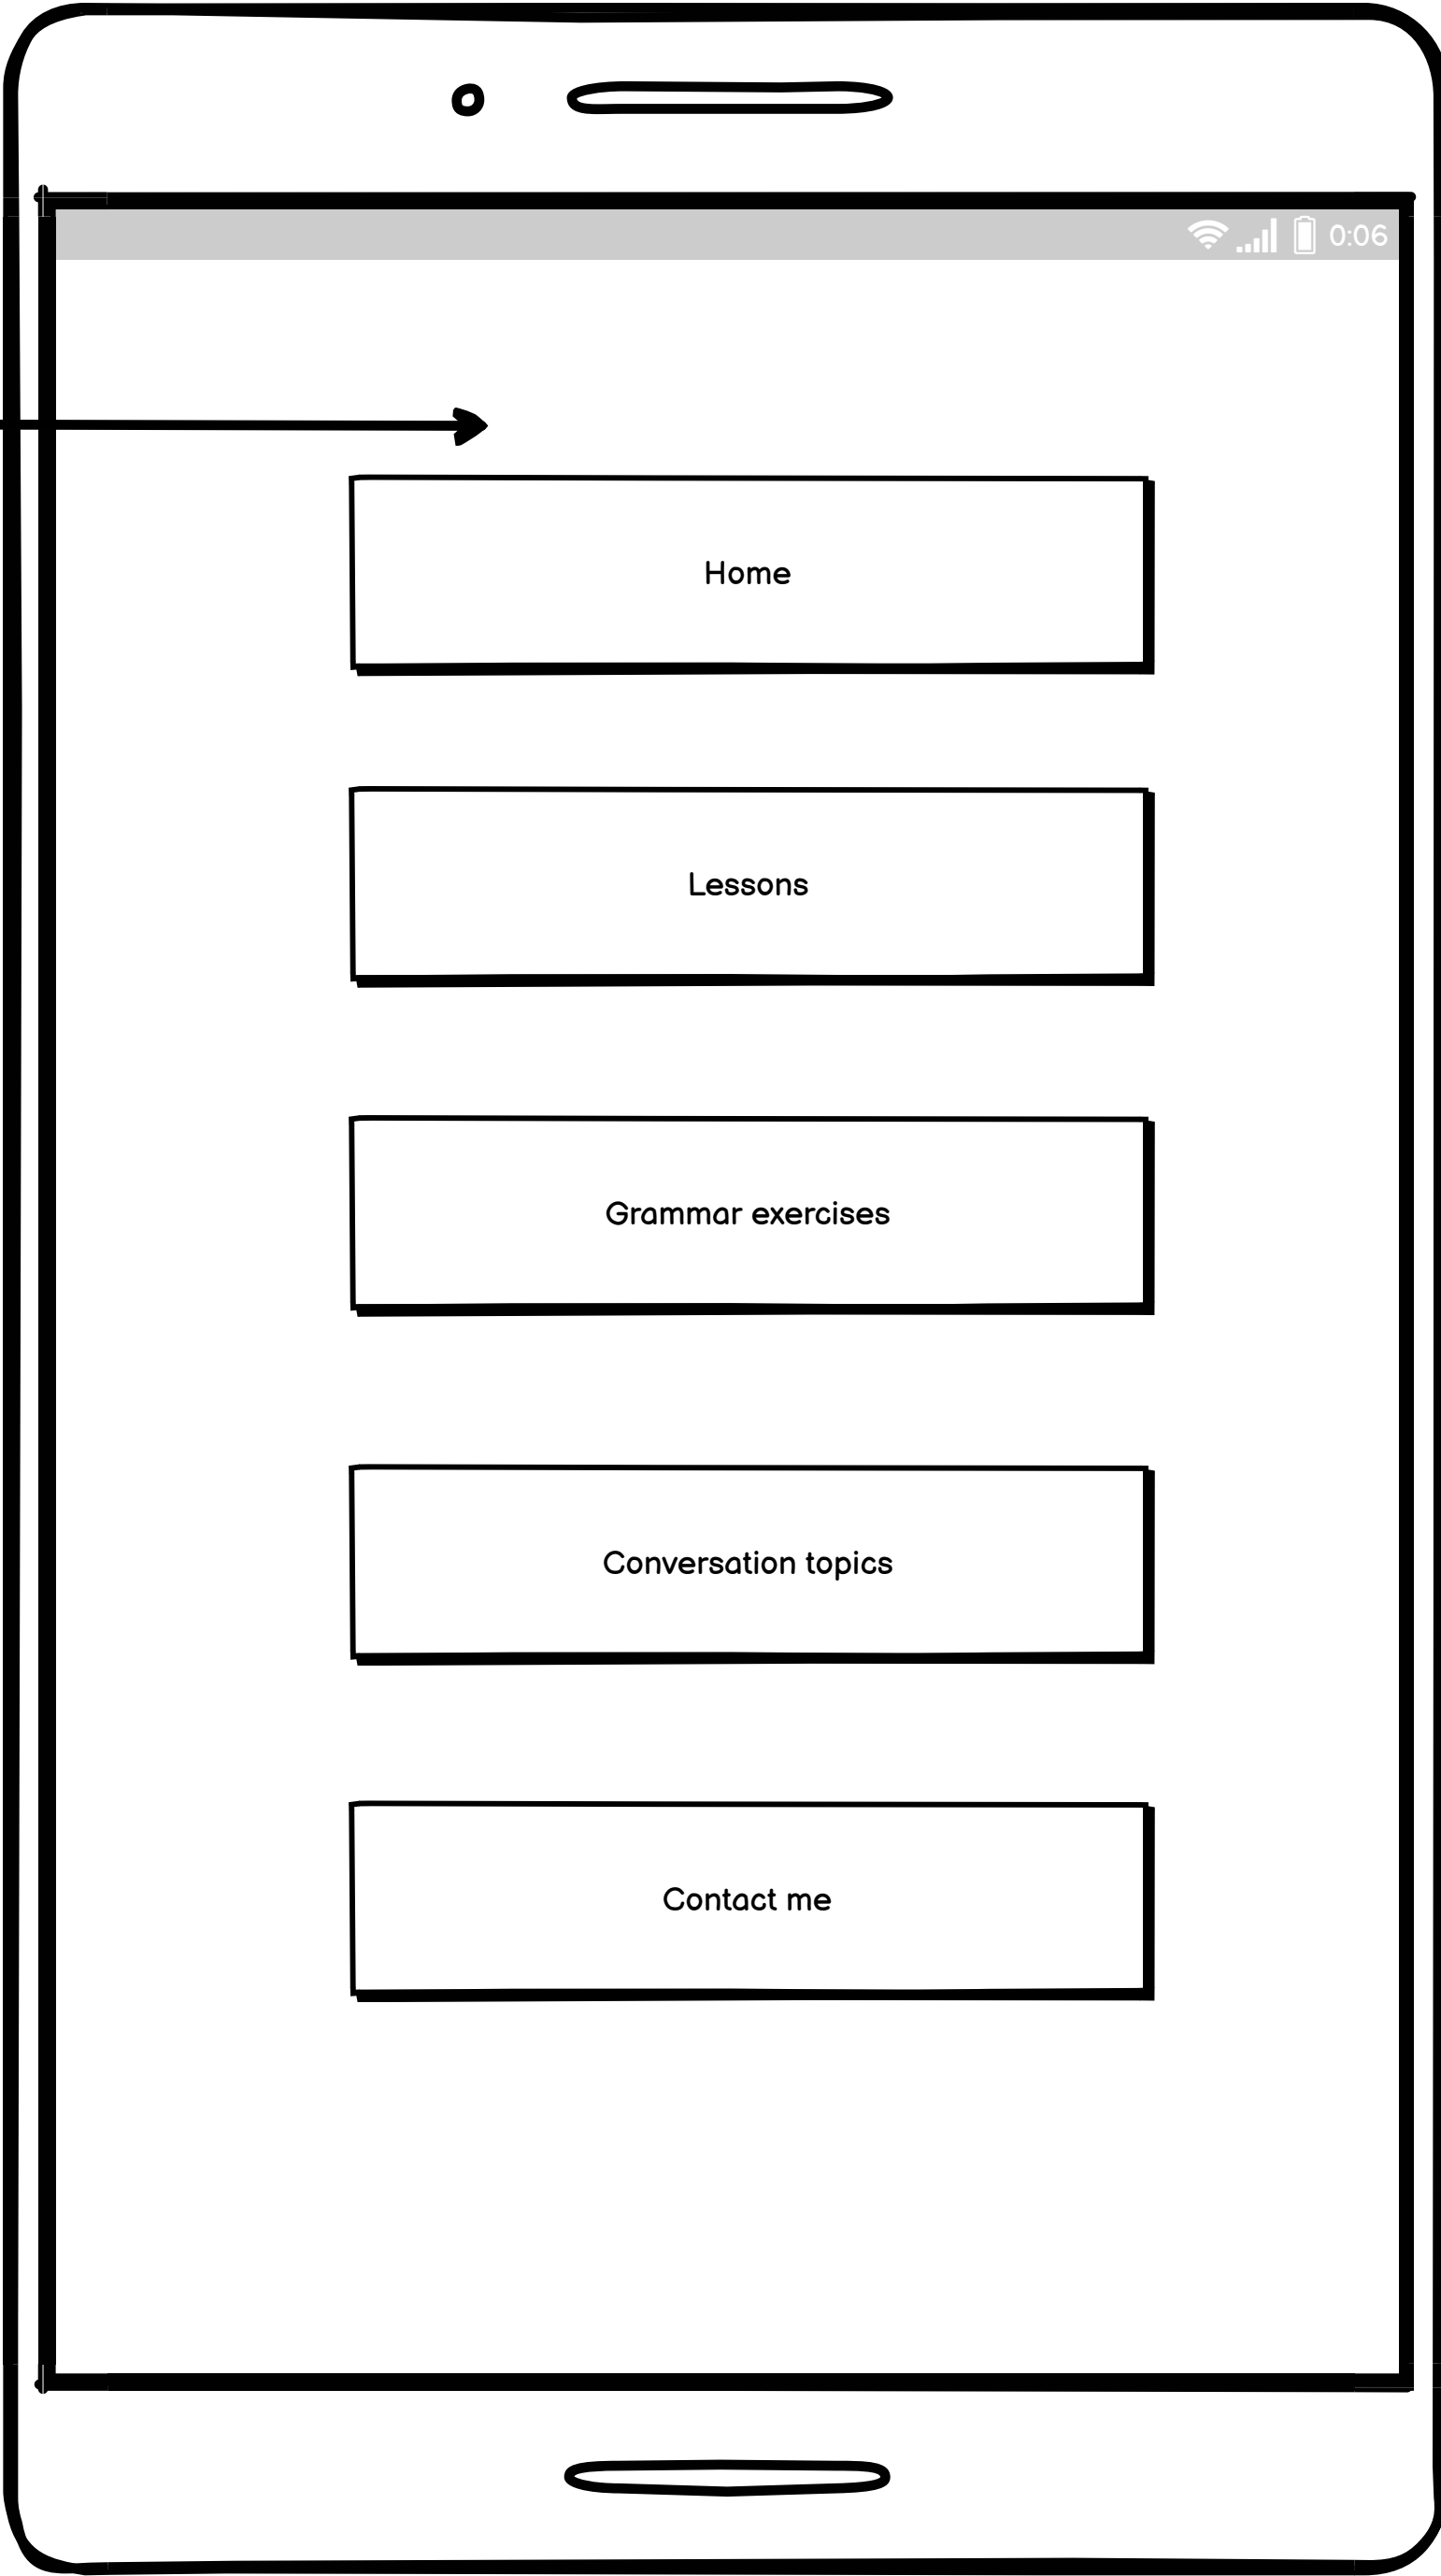 0:06
Home
Lessons
Grammar exercises
Conversation topics
Contact me